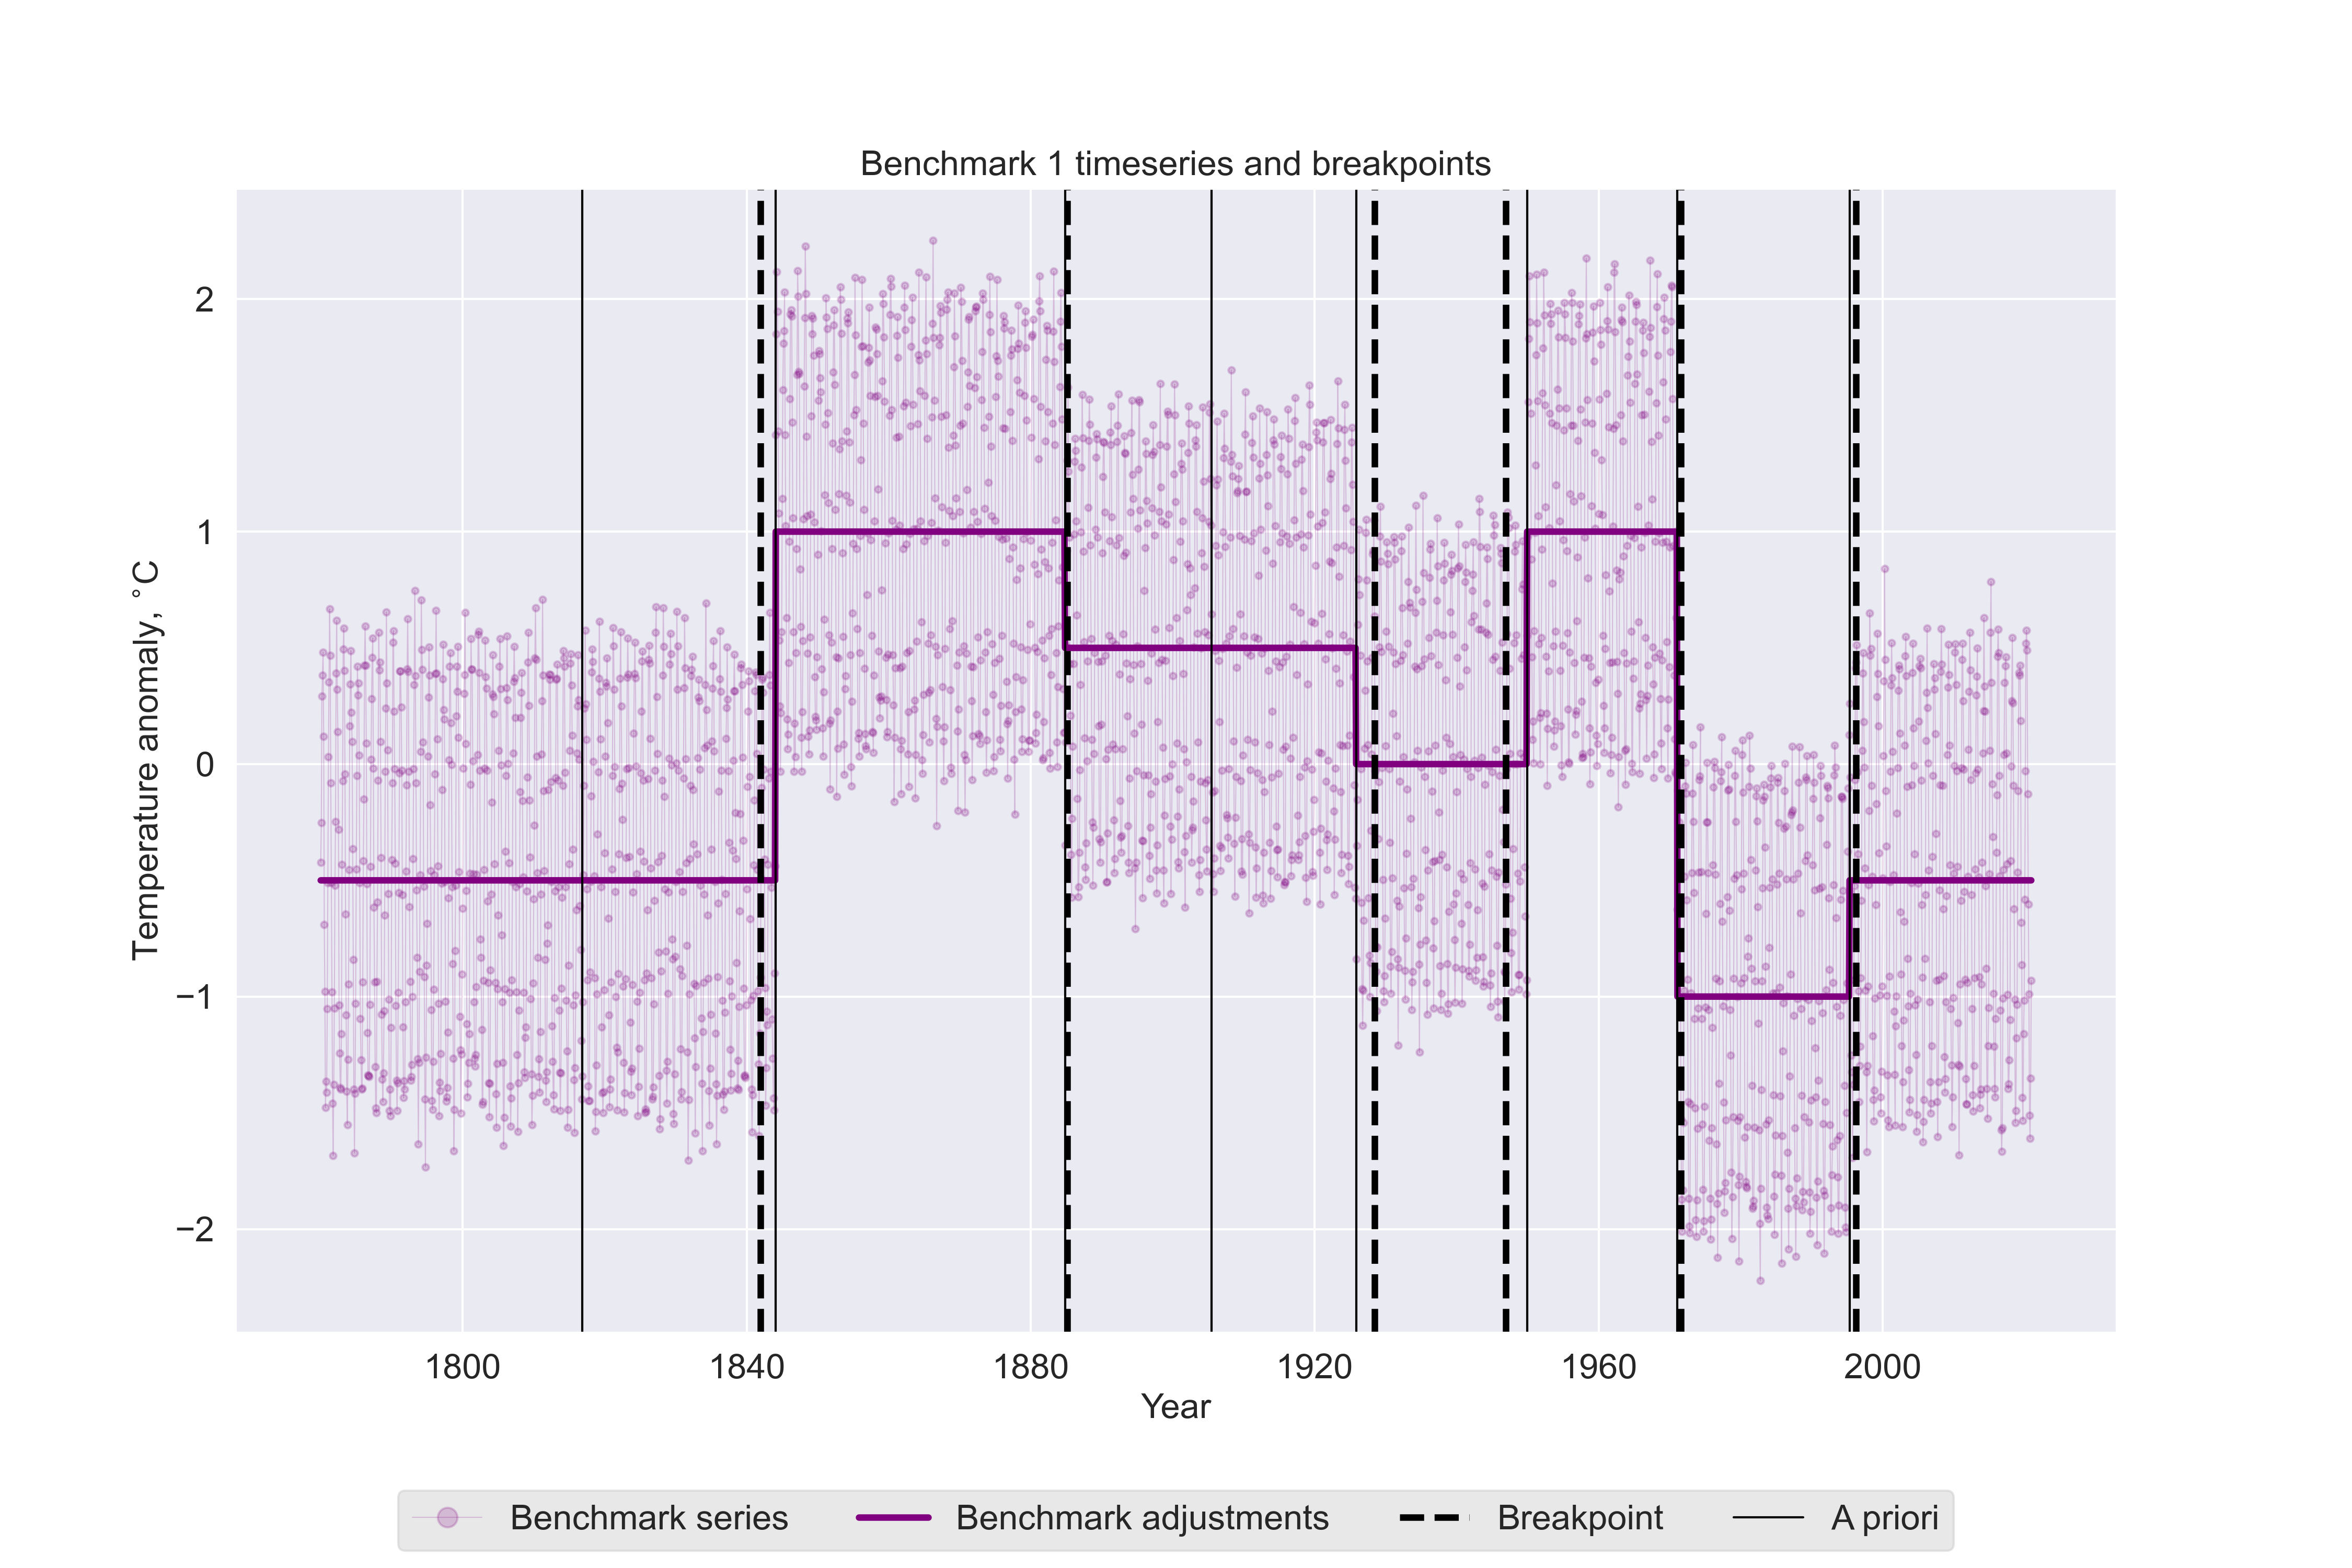 Benchmark 1 timeseries and breakpoints
2
1
0
−1
−2
Temperature anomaly, °C
1800 1840 1880 1920 1960 2000
Year
Benchmark series Benchmark adjustments Breakpoint A priori